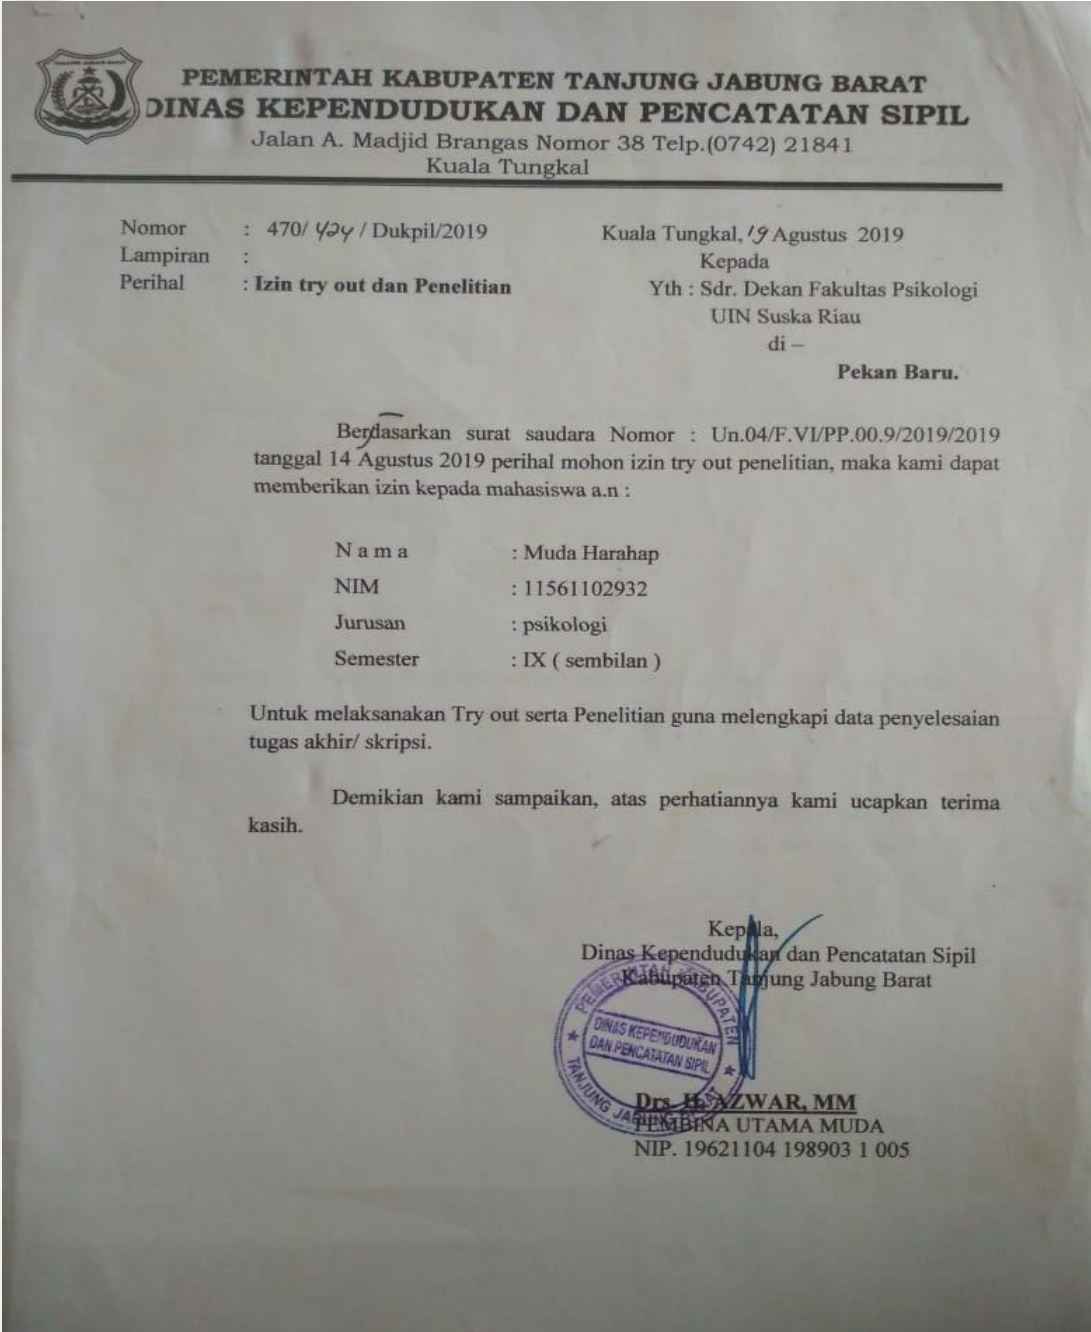 PEMERINTAH KABUPATEN TANJUNG JABUNG BARAT
DINAS KEPENDUDUKAN DAN PENCATATAN SIPIL
Jalan A. Madjid Brangas Nomor 38 Telp.(0742) 21841
Kuala Tungkal
Nomor : 470/ 424 / Dukpil/2019
Lampiran :
Perihal : Izin try out dan Penelitian
Kuala Tungkal, 19 Agustus 2019
Kepada
Yth : Sdr. Dekan Fakultas Psikologi
UIN Suska Riau
di –
Pekan Baru.
Berdasarkan surat saudara Nomor : Un.04/F.VI/PP.00.9/2019/2019
tanggal 14 Agustus 2019 perihal mohon izin try out penelitian, maka kami dapat
memberikan izin kepada mahasiswa a.n :
N a m a : Muda Harahap
NIM : 11561102932
Jurusan : psikologi
Semester : IX ( sembilan )
Untuk melaksanakan Try out serta Penelitian guna melengkapi data penyelesaian
tugas akhir/ skripsi.
Demikian kami sampaikan, atas perhatiannya kami ucapkan terima
kasih.
Kepala,
Dinas Kependudukan dan Pencatatan Sipil
Kabupaten Tanjung Jabung Barat
PEMERINTAH KABUPATEN
DINAS KEPENDUDUKAN
DAN PENCATATAN SIPIL
TANJUNG JABUNG BARAT
Drs. H. AZWAR, MM
PEMBINA UTAMA MUDA
NIP. 19621104 198903 1 005